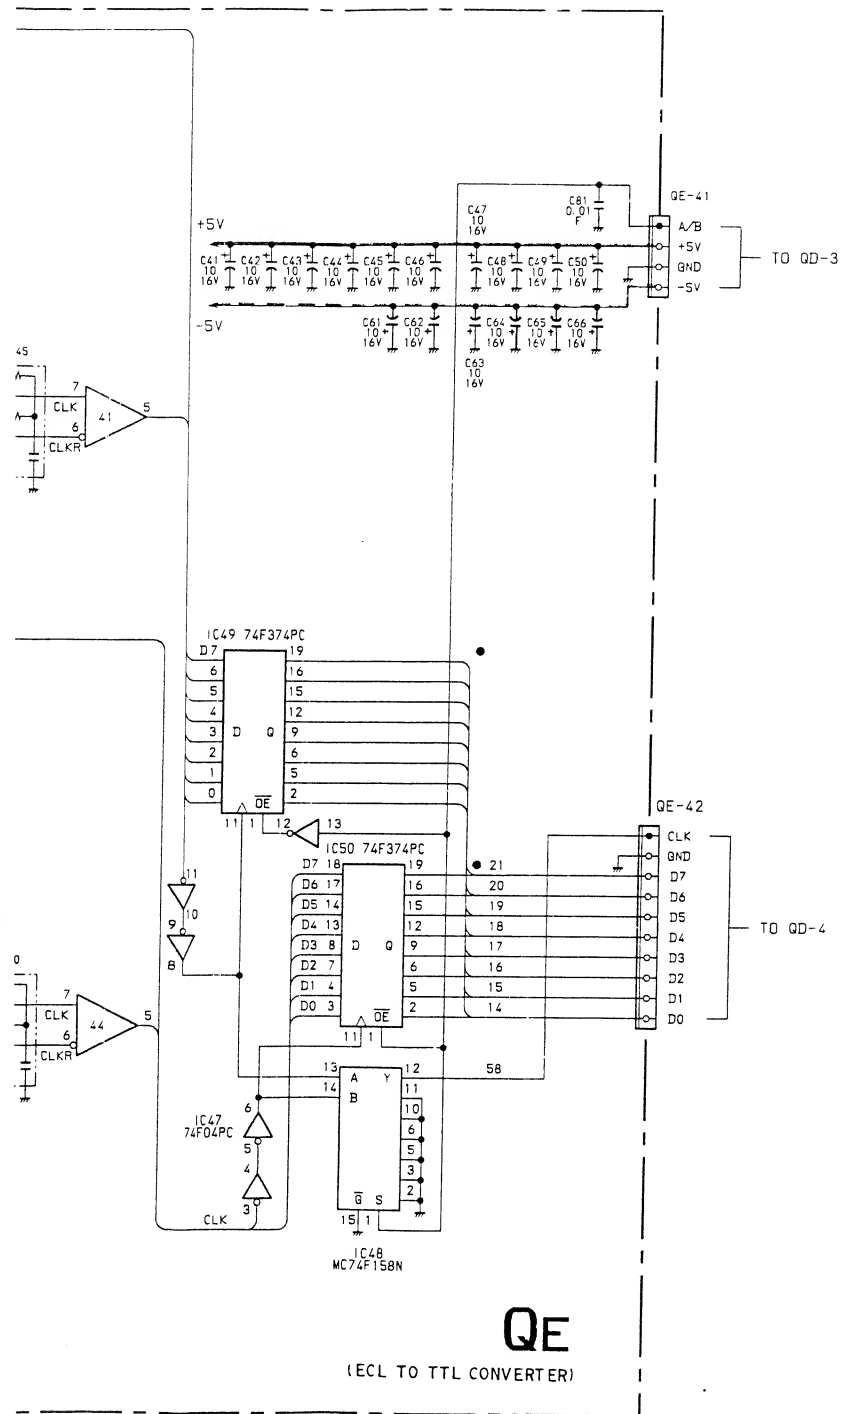 QE-41
C81
0.01
F
C47
10
16V
+5V
A/B
+5V
GND
-5V
TO QD-3
C41 C42 C43 C44 C45 C46 C48 C49 C50
10 10 10 10 10 10 10 10 10
16V 16V 16V 16V 16V 16V 16V 16V 16V
-5V
C61 C62 C64 C65 C66
10 10 10 10 10
16V 16V 16V 16V 16V
C63
10
16V
45
7
CLK
6
CLKR
41
5
IC49 74F374PC
D7 19
6 16
5 15
4 12
3 D Q 9
2 6
1 5
0 2
OE
11 1 12 13
IC50 74F374PC
D7 18 19 21
D6 17 16 20
D5 14 15 19
D4 13 12 18
D3 8 D Q 9 17
D2 7 6 16
D1 4 5 15
D0 3 2 14
OE
11 1
QE-42
CLK
GND
D7
D6
D5
D4
D3
D2
D1
D0
TO QD-4
11
10
9
8
0
7
CLK
6
CLKR
44
5
13 A Y 12 58
14 B 11
10
6
5
3
2
G S
15 1
IC47
74F04PC
6
5
4
3
CLK
IC48
MC74F158N
QE
(ECL TO TTL CONVERTER)